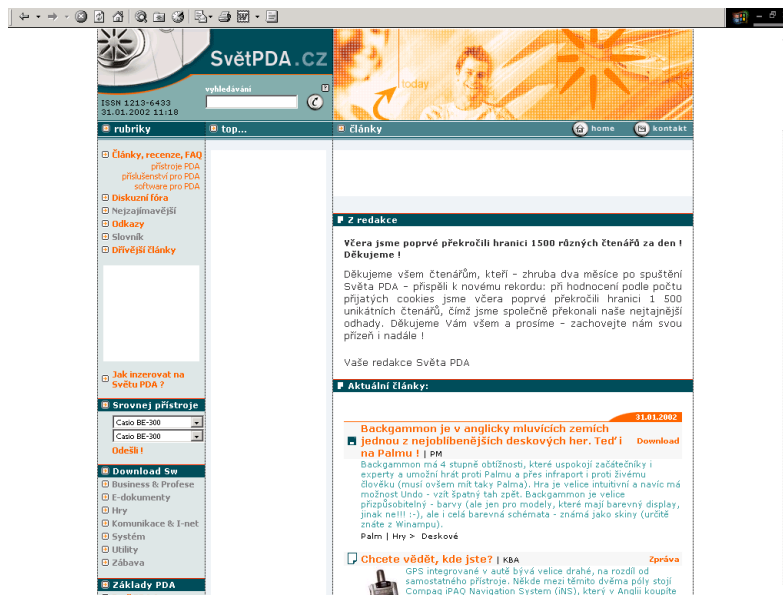 SvětPDA.cz
today
vyhledávání
?
ISSN 1213-6433
31.01.2002 11:18
rubriky
top...
články
home
kontakt
Články, recenze, FAQ
přístroje PDA
příslušenství pro PDA
software pro PDA
Diskuzní fóra
Nejzajímavější
Odkazy
Slovník
Dřívější články
Jak inzerovat na
Světu PDA ?
Srovnej přístroje
Casio BE-300
Casio BE-300
Odešli !
Download Sw
Business & Profese
E-dokumenty
Hry
Komunikace & I-net
Systém
Utility
Zábava
Základy PDA
Z redakce
Včera jsme poprvé překročili hranici 1500 různých čtenářů za den !
Děkujeme !
Děkujeme všem čtenářům, kteří - zhruba dva měsíce po spuštění
Světa PDA - přispěli k novému rekordu: při hodnocení podle počtu
přijatých cookies jsme včera poprvé překročili hranici 1 500
unikátních čtenářů, čímž jsme společně překonali naše nejtajnější
odhady. Děkujeme Vám všem a prosíme - zachovejte nám svou
přízeň i nadále !
Vaše redakce Světa PDA
Aktuální články:
31.01.2002
Backgammon je v anglicky mluvících zemích
jednou z nejoblíbenějších deskových her. Teď i
na Palmu ! | PM
Download
Backgammon má 4 stupně obtížnosti, které uspokojí začátečníky i
experty a umožní hrát proti Palmu a přes infraport i proti živému
člověku (musí ovšem mít taky Palma). Hra je velice intuitivní a navíc má
možnost Undo - vzít špatný tah zpět. Backgammon je velice
přizpůsobitelný - barvy (ale jen pro modely, které mají barevný display,
jinak ne!!! :-), ale i celá barevná schémata - známá jako skiny (určitě
znáte z Winampu).
Palm | Hry > Deskové
Chcete vědět, kde jste? | KBA
Zpráva
GPS integrované v autě bývá velice drahé, na rozdíl od
samostatného přístroje. Někde mezi těmito dvěma póly stojí
Compaq iPAQ Navigation System (iNS), který v Anglii koupíte